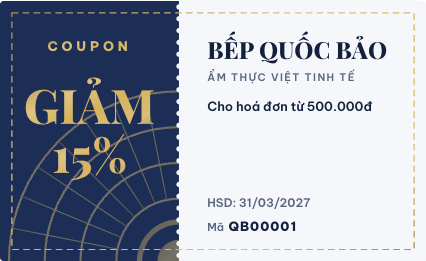 COUPON
GIẢM
15%
BẾP QUỐC BẢO
ẨM THỰC VIỆT TINH TẾ
Cho hoá đơn từ 500.000đ
HSD: 31/03/2027
Mã QB00001